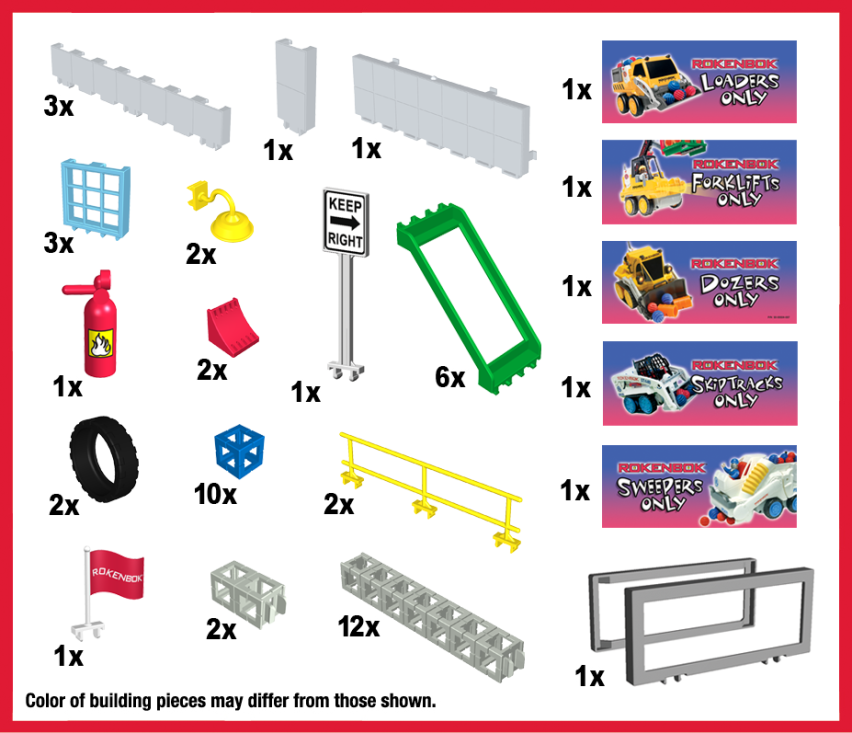 3x
1x
1x
1x
ROKENBOK
LOADERS
ONLY
3x
2x
KEEP
RIGHT
1x
ROKENBOK
FORKLIFTS
ONLY
1x
2x
1x
6x
1x
ROKENBOK
DOZERS
ONLY
1x
ROKENBOK
SKIPTRACKS
ONLY
2x
10x
2x
1x
ROKENBOK
SWEEPERS
ONLY
ROKENBOK
1x
2x
12x
1x
Color of building pieces may differ from those shown.